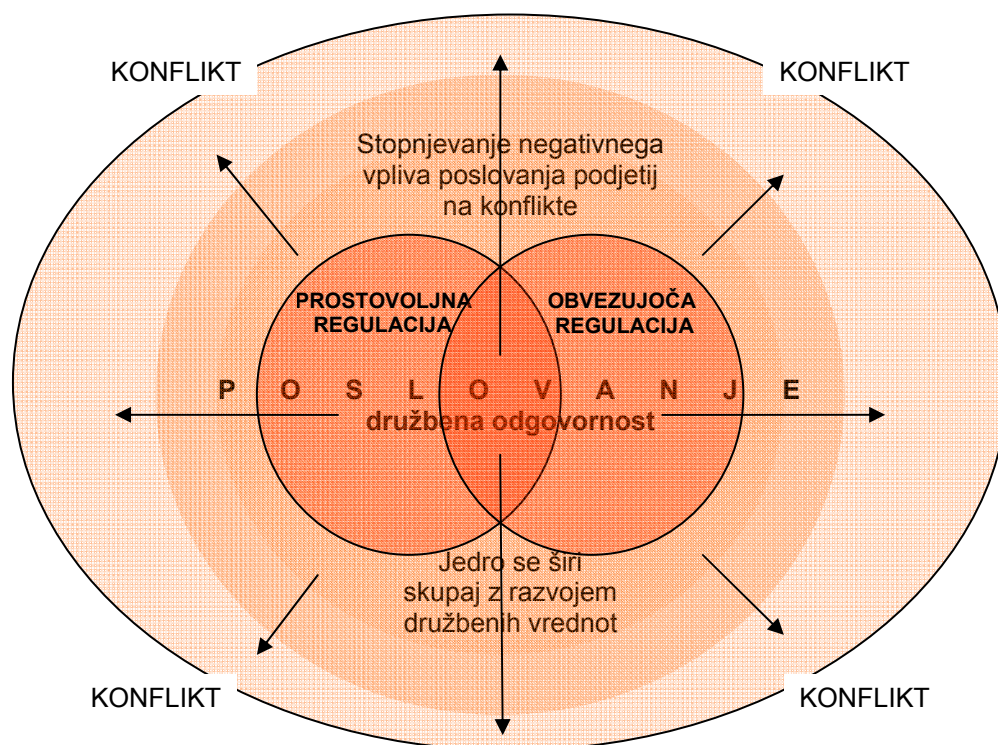 KONFLIKT
KONFLIKT
Stopnjevanje negativnega
vpliva poslovanja podjetij
na konflikte
PROSTOVOLJNA
REGULACIJA
OBVEZUJOČA
REGULACIJA
P O S L O V A N J E
družbena odgovornost
Jedro se širi
skupaj z razvojem
družbenih vrednot
KONFLIKT
KONFLIKT